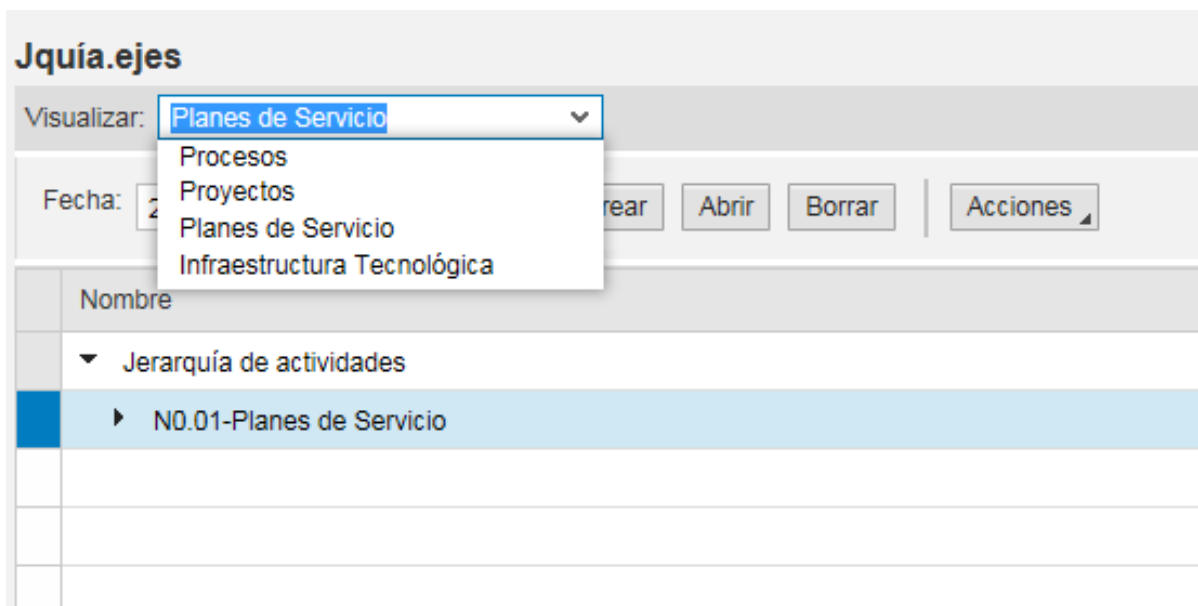 Jquía.ejes
Visualizar: Planes de Servicio
Procesos
Proyectos
Planes de Servicio
Infraestructura Tecnológica
Fecha: 2 rear Abrir Borrar Acciones
Nombre
Jerarquía de actividades
N0.01-Planes de Servicio